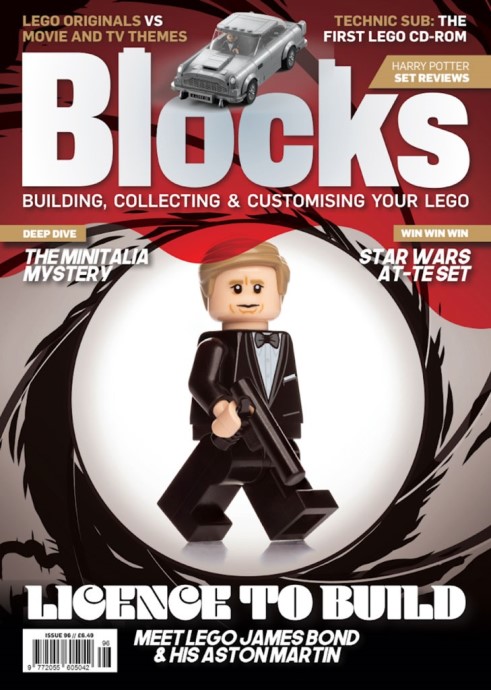 LEGO ORIGINALS VS
MOVIE AND TV THEMES
TECHNIC SUB: THE
FIRST LEGO CD-ROM
HARRY POTTER
SET REVIEWS
Blocks
BUILDING, COLLECTING & CUSTOMISING YOUR LEGO
DEEP DIVE
THE MINITALIA
MYSTERY
WIN WIN WIN
STAR WARS
AT-TE SET
LICENCE TO BUILD
MEET LEGO JAMES BOND
& HIS ASTON MARTIN
ISSUE 96 // £6.49
96
9 772055 605042